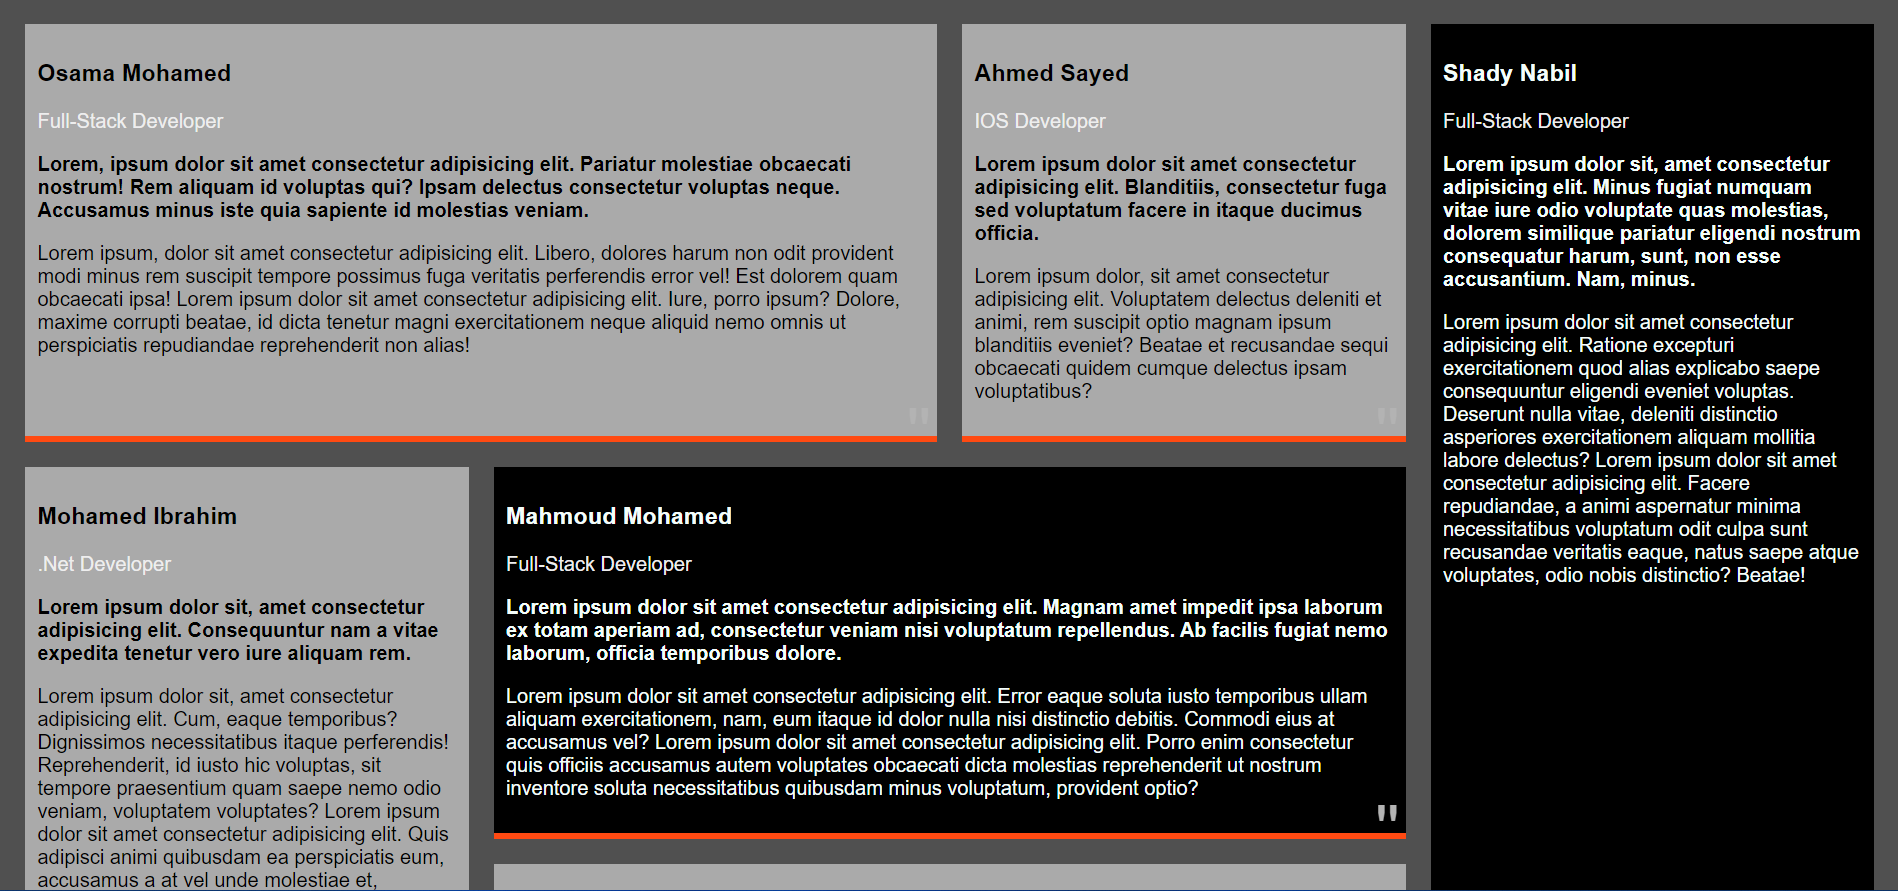 Osama Mohamed
Full-Stack Developer
Lorem, ipsum dolor sit amet consectetur adipisicing elit. Pariatur molestiae obcaecati
nostrum! Rem aliquam id voluptas qui? Ipsam delectus consectetur voluptas neque.
Accusamus minus iste quia sapiente id molestias veniam.
Lorem ipsum, dolor sit amet consectetur adipisicing elit. Libero, dolores harum non odit provident
modi minus rem suscipit tempore possimus fuga veritatis perferendis error vel! Est dolorem quam
obcaecati ipsa! Lorem ipsum dolor sit amet consectetur adipisicing elit. Iure, porro ipsum? Dolore,
maxime corrupti beatae, id dicta tenetur magni exercitationem neque aliquid nemo omnis ut
perspiciatis repudiandae reprehenderit non alias!
"
Ahmed Sayed
IOS Developer
Lorem ipsum dolor sit amet consectetur
adipisicing elit. Blanditiis, consectetur fuga
sed voluptatum facere in itaque ducimus
officia.
Lorem ipsum dolor, sit amet consectetur
adipisicing elit. Voluptatem delectus deleniti et
animi, rem suscipit optio magnam ipsum
blanditiis eveniet? Beatae et recusandae sequi
obcaecati quidem cumque delectus ipsam
voluptatibus?
"
Shady Nabil
Full-Stack Developer
Lorem ipsum dolor sit, amet consectetur
adipisicing elit. Minus fugiat numquam
vitae iure odio voluptate quas molestias,
dolorem similique pariatur eligendi nostrum
consequatur harum, sunt, non esse
accusantium. Nam, minus.
Lorem ipsum dolor sit amet consectetur
adipisicing elit. Ratione excepturi
exercitationem quod alias explicabo saepe
consequuntur eligendi eveniet voluptas.
Deserunt nulla vitae, deleniti distinctio
asperiores exercitationem aliquam mollitia
labore delectus? Lorem ipsum dolor sit amet
consectetur adipisicing elit. Facere
repudiandae, a animi aspernatur minima
necessitatibus voluptatum odit culpa sunt
recusandae veritatis eaque, natus saepe atque
voluptates, odio nobis distinctio? Beatae!
Mohamed Ibrahim
.Net Developer
Lorem ipsum dolor sit, amet consectetur
adipisicing elit. Consequuntur nam a vitae
expedita tenetur vero iure aliquam rem.
Lorem ipsum dolor sit, amet consectetur
adipisicing elit. Cum, eaque temporibus?
Dignissimos necessitatibus itaque perferendis!
Reprehenderit, id iusto hic voluptas, sit
tempore praesentium quam saepe nemo odio
veniam, voluptatem voluptates? Lorem ipsum
dolor sit amet consectetur adipisicing elit. Quis
adipisci animi quibusdam ea perspiciatis eum,
accusamus a at vel unde molestiae et,
Mahmoud Mohamed
Full-Stack Developer
Lorem ipsum dolor sit amet consectetur adipisicing elit. Magnam amet impedit ipsa laborum
ex totam aperiam ad, consectetur veniam nisi voluptatum repellendus. Ab facilis fugiat nemo
laborum, officia temporibus dolore.
Lorem ipsum dolor sit amet consectetur adipisicing elit. Error eaque soluta iusto temporibus ullam
aliquam exercitationem, nam, eum itaque id dolor nulla nisi distinctio debitis. Commodi eius at
accusamus vel? Lorem ipsum dolor sit amet consectetur adipisicing elit. Porro enim consectetur
quis officiis accusamus autem voluptates obcaecati dicta molestias reprehenderit ut nostrum
inventore soluta necessitatibus quibusdam minus voluptatum, provident optio?
"